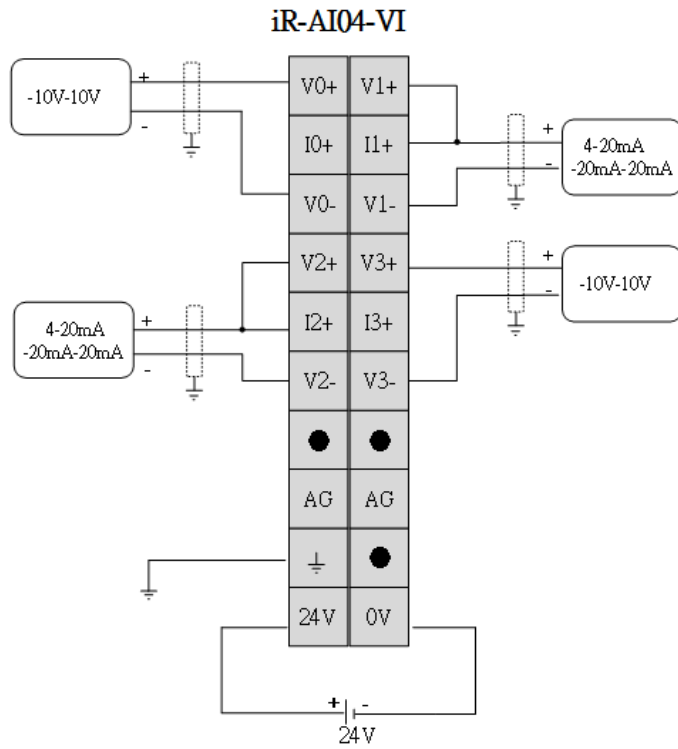 iR-AI04-VI
+
-10V-10V
-
V0+ V1+
I0+ I1+
V0- V1-
V2+ V3+
I2+ I3+
V2- V3-
AG AG
24V 0V
+
4-20mA
-20mA-20mA
-
+
-10V-10V
-
+
4-20mA
-20mA-20mA
-
+ -
24V